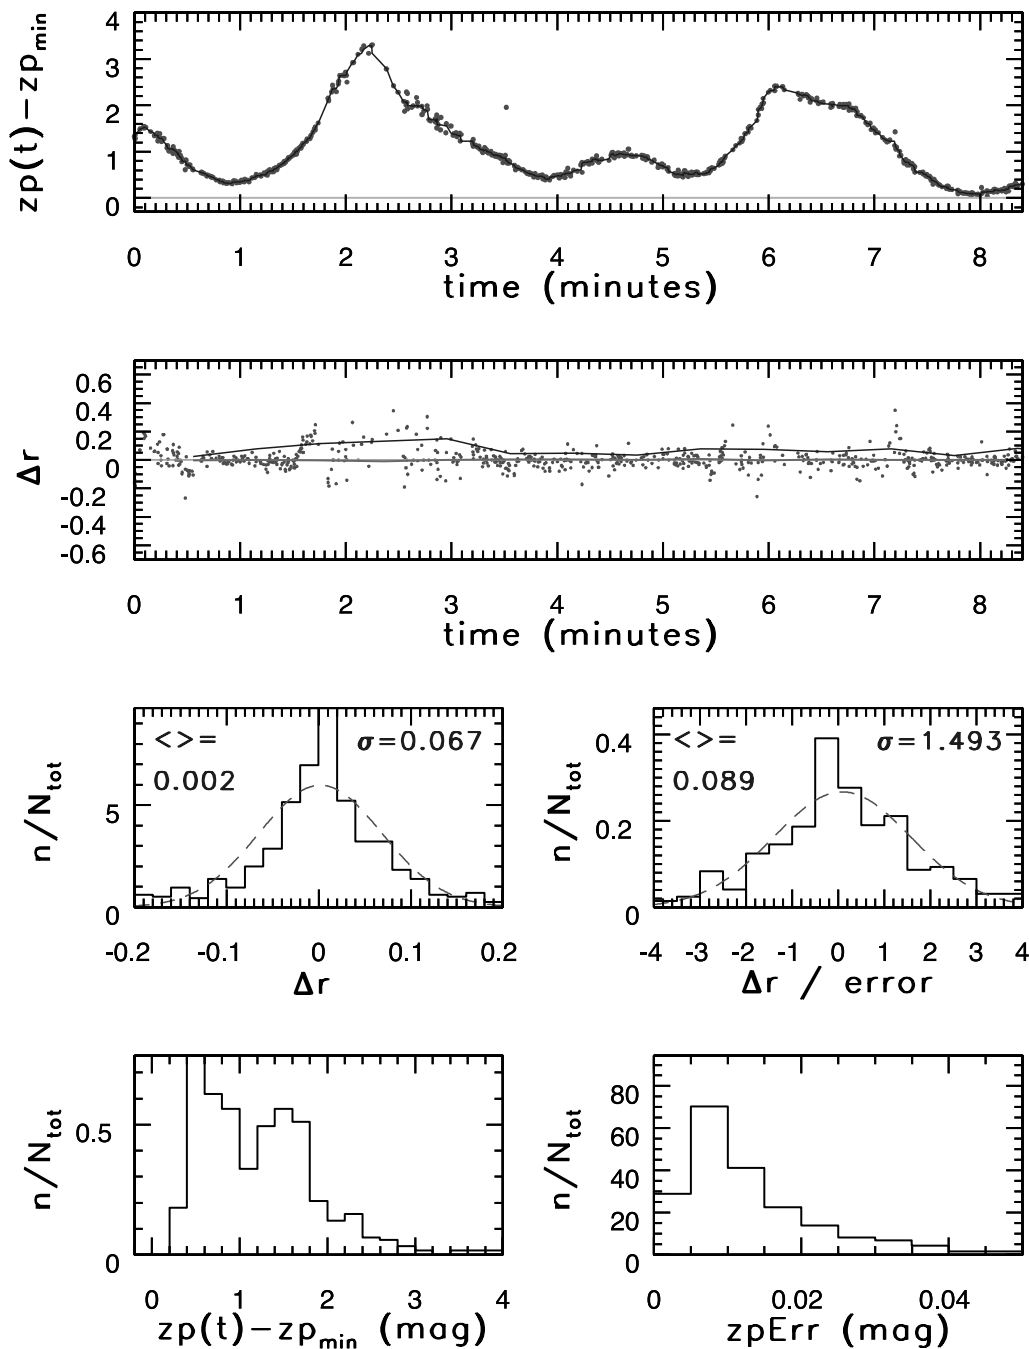 zp(t)−zp_min
4
3
2
1
0
0 1 2 3 4 5 6 7 8
time (minutes)
Δr
0.6
0.4
0.2
0
-0.2
-0.4
-0.6
0 1 2 3 4 5 6 7 8
time (minutes)
n/N_tot
5
0
<>=
0.002
σ=0.067
-0.2 -0.1 0 0.1 0.2
Δr
n/N_tot
0.4
0.2
0
<>=
0.089
σ=1.493
-4 -3 -2 -1 0 1 2 3 4
Δr / error
n/N_tot
0.5
0
0 1 2 3 4
zp(t)−zp_min (mag)
n/N_tot
80
60
40
20
0
0 0.02 0.04
zpErr (mag)